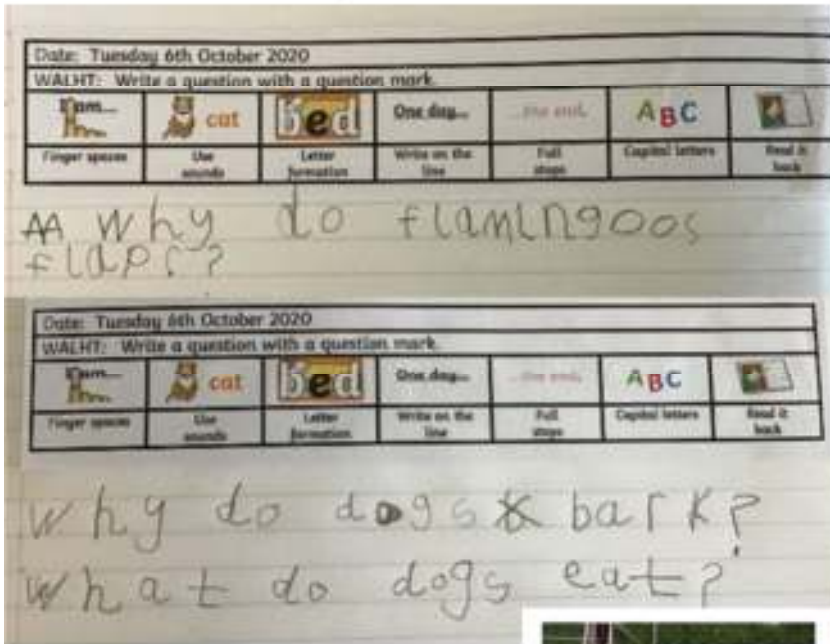 Date: Tuesday 6th October 2020
WALHT: Write a question with a question mark.
I am... cat bed One day... ...the end. ABC
Finger spaces Use sounds Letter formation Write on the line Full stops Capital letters Read it back
AA Why do flamingoos
flaps?
Date: Tuesday 6th October 2020
WALHT: Write a question with a question mark.
I am... cat bed One day... ...the end. ABC
Finger spaces Use sounds Letter formation Write on the line Full stops Capital letters Read it back
Why do dogs bark?
What do dogs eat?